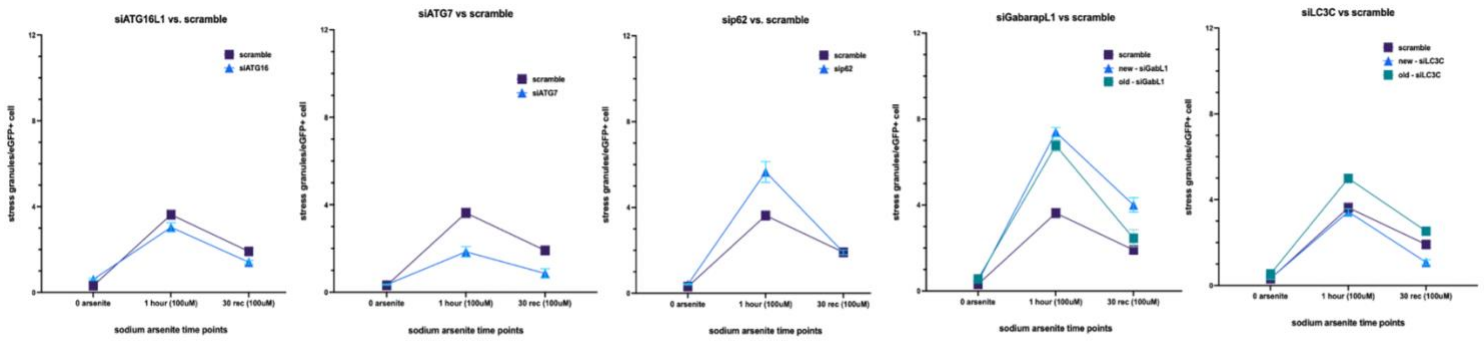 siATG16L1 vs. scramble
12
8
4
0
stress granules/eGFP+ cell
scramble
siATG16
0 arsenite
1 hour (100uM)
30 rec (100uM)
sodium arsenite time points
siATG7 vs scramble
12
8
4
0
stress granules/eGFP+ cell
scramble
siATG7
0 arsenite
1 hour (100uM)
30 rec (100uM)
sodium arsenite time points
sip62 vs. scramble
12
8
4
0
stress granules/eGFP+ cell
scramble
sip62
0 arsenite
1 hour (100uM)
30 rec (100uM)
sodium arsenite time points
siGabarapL1 vs scramble
12
8
4
0
stress granules/eGFP+ cell
scramble
new - siGabL1
old - siGabL1
0 arsenite
1 hour (100uM)
30 rec (100uM)
sodium arsenite time points
siLC3C vs scramble
12
8
4
0
stress granules/eGFP+ cell
scramble
new - siLC3C
old - siLC3C
0 arsenite
1 hour (100uM)
30 rec (100uM)
sodium arsenite time points